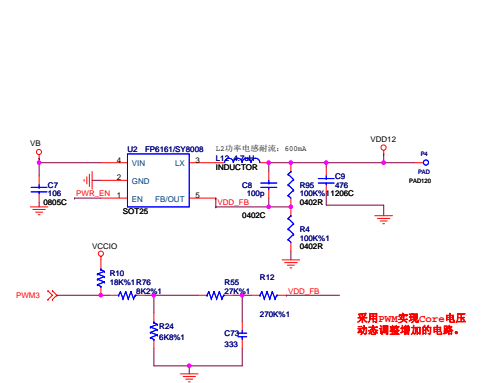 U2 FP6161/SY8008
L2功率电感耐流: 600mA
VB
VDD12
4 VIN LX 3
INDUCTOR
P4
PAD
PAD120
2 GND
C7
106
0805C
PWR_EN 1 EN FB/OUT 5
VDD_FB
SOT25
C8
100p
0402C
R95
100K%1
0402R
C9
476
1206C
R4
100K%1
0402R
VCCIO
R10
18K%1
R76
8K2%1
R55
27K%1
R12
270K%1
VDD_FB
PWM3
R24
6K8%1
C73
333
采用PWM实现Core电压
动态调整增加的电路。